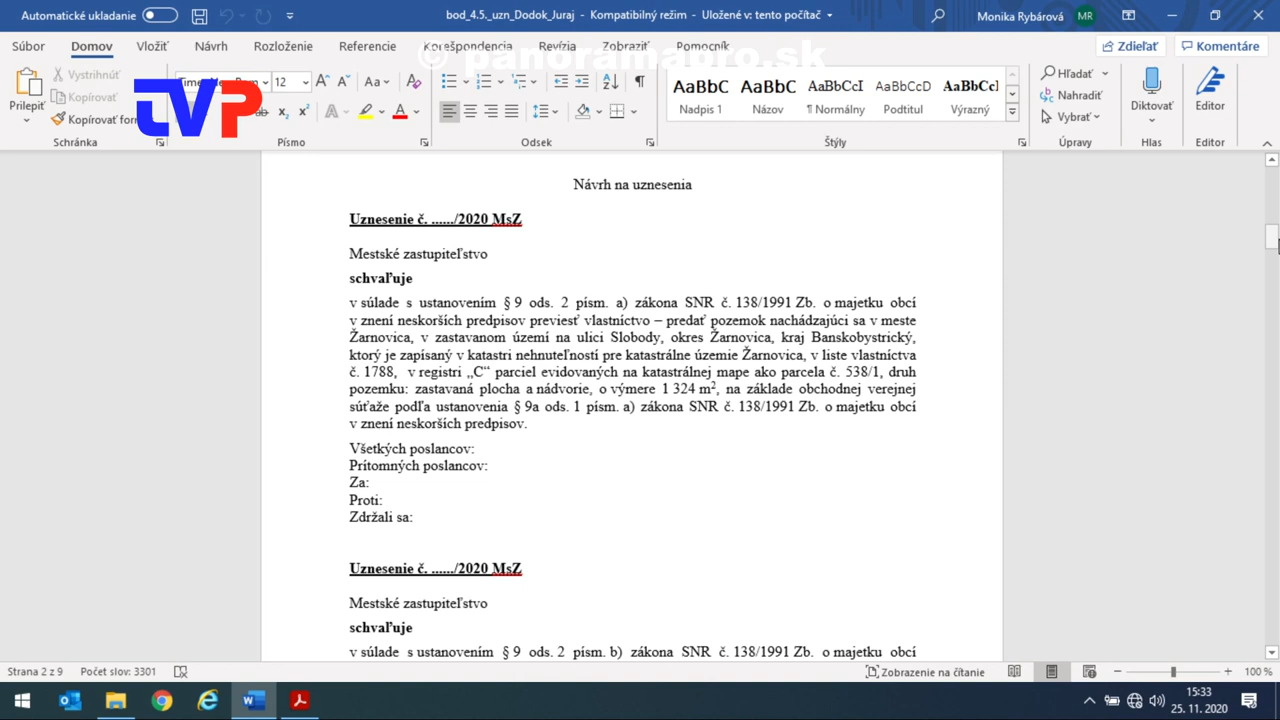 Automatické ukladanie
bod_4.5._uzn_Dodok_Juraj - Kompatibilný režim - Uložené v: tento počítač
Monika Rybárová MR
Súbor Domov Vložiť Návrh Rozloženie Referencie Korešpondencia Revízia Zobraziť Pomocník
Zdieľať Komentáre
© panoramapro.sk
TVP
Prilepiť
Vystrihnúť
Kopírovať
Kopírovať
12
AaBbC AaBbC AaBbCcI AaBbCcD AaBbCcI
Nadpis 1 Názov ¶ Normálny Podtitul Výrazný
Hľadať
Nahradiť
Vybrať
Diktovať
Editor
Schránka Písmo Odsek Štýly Úpravy Hlas Editor
Návrh na uznesenia
Uznesenie č. ....../2020 MsZ
Mestské zastupiteľstvo
schvaľuje
v súlade s ustanovením § 9 ods. 2 písm. a) zákona SNR č. 138/1991 Zb. o majetku obcí
v znení neskorších predpisov previesť vlastníctvo – predať pozemok nachádzajúci sa v meste
Žarnovica, v zastavanom území na ulici Slobody, okres Žarnovica, kraj Banskobystrický,
ktorý je zapísaný v katastri nehnuteľností pre katastrálne územie Žarnovica, v liste vlastníctva
č. 1788, v registri „C“ parciel evidovaných na katastrálnej mape ako parcela č. 538/1, druh
pozemku: zastavaná plocha a nádvorie, o výmere 1 324 m², na základe obchodnej verejnej
súťaže podľa ustanovenia § 9a ods. 1 písm. a) zákona SNR č. 138/1991 Zb. o majetku obcí
v znení neskorších predpisov.
Všetkých poslancov:
Prítomných poslancov:
Za:
Proti:
Zdržali sa:
Uznesenie č. ....../2020 MsZ
Mestské zastupiteľstvo
schvaľuje
v súlade s ustanovením § 9 ods. 2 písm. b) zákona SNR č. 138/1991 Zb. o majetku obcí
Strana 2 z 9 Počet slov: 3301
Zobrazenie na čítanie
100 %
15:33
25. 11. 2020